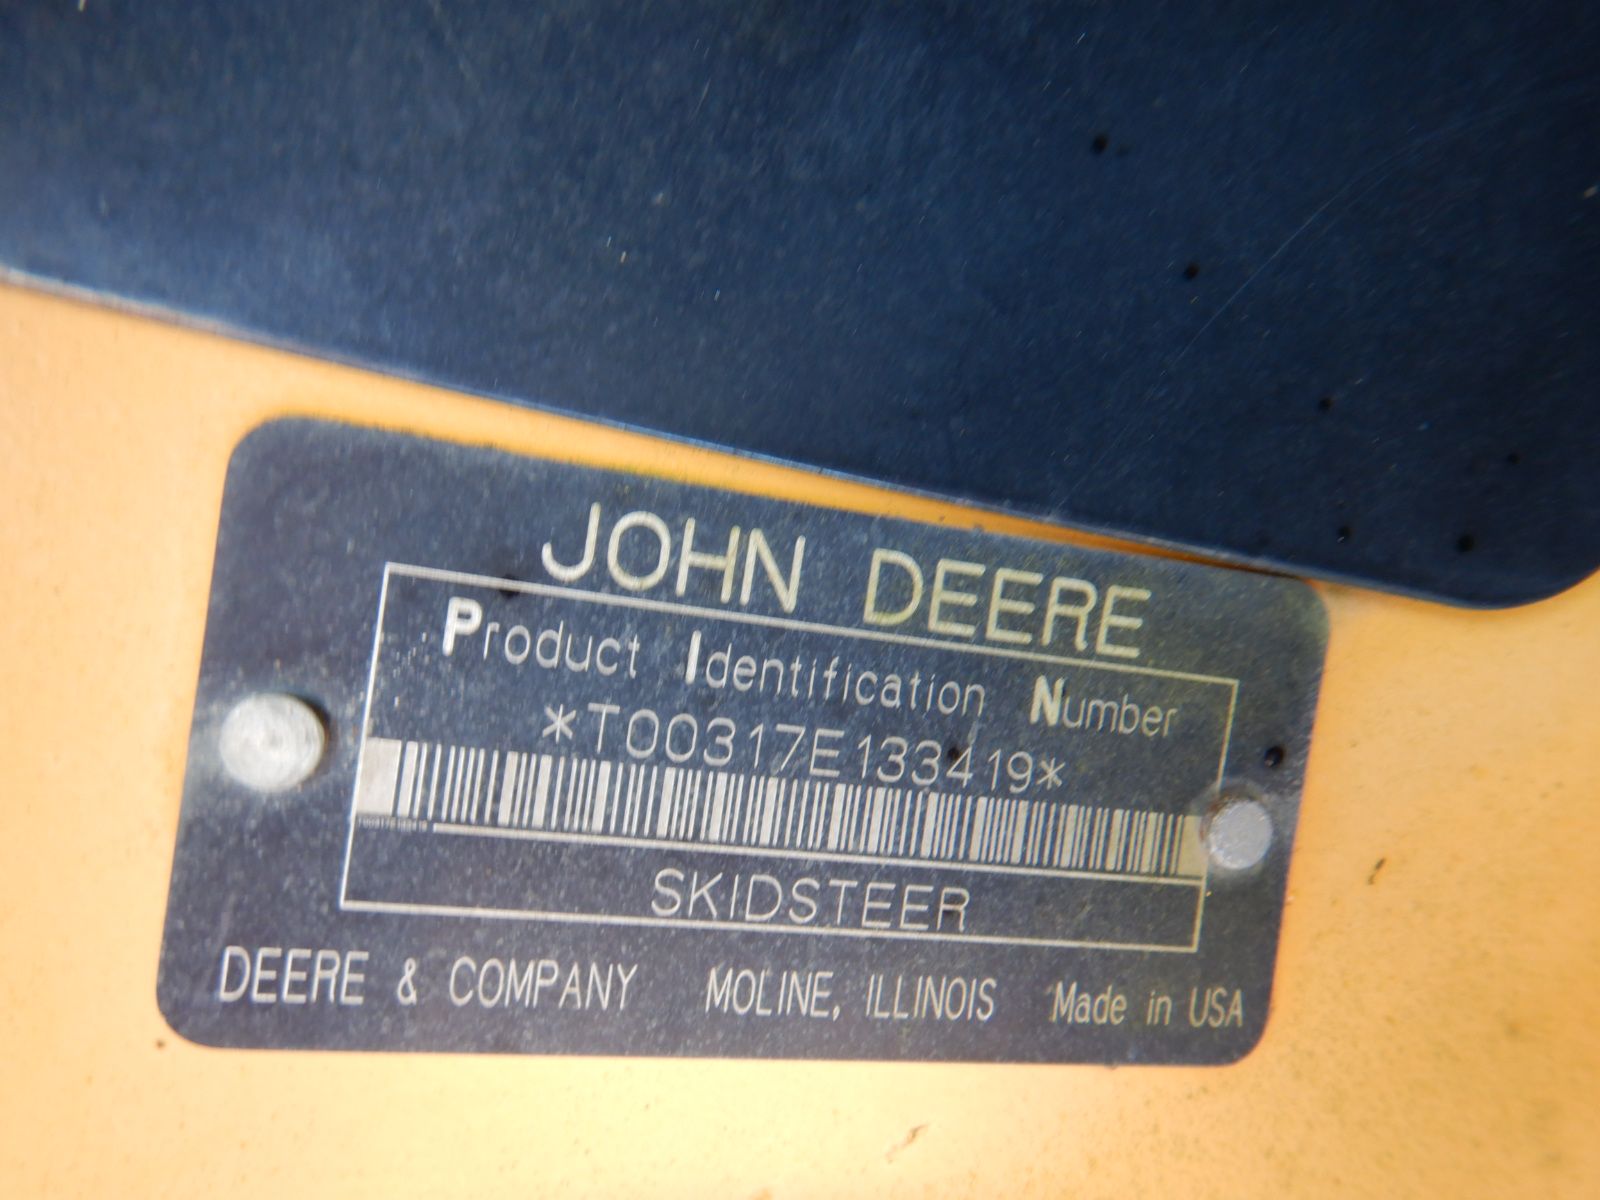 JOHN DEERE
Product Identification Number
*T00317E133419*
SKIDSTEER
DEERE & COMPANY MOLINE, ILLINOIS Made in USA